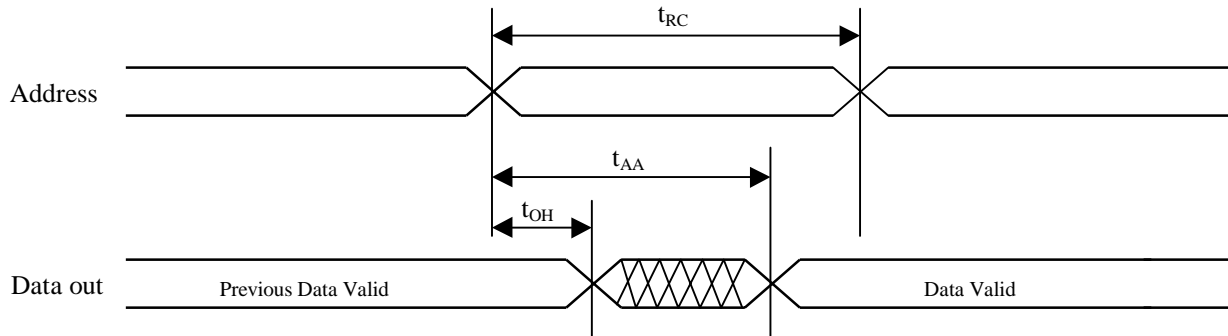 tRC
Address
tAA
tOH
Data out
Previous Data Valid
Data Valid